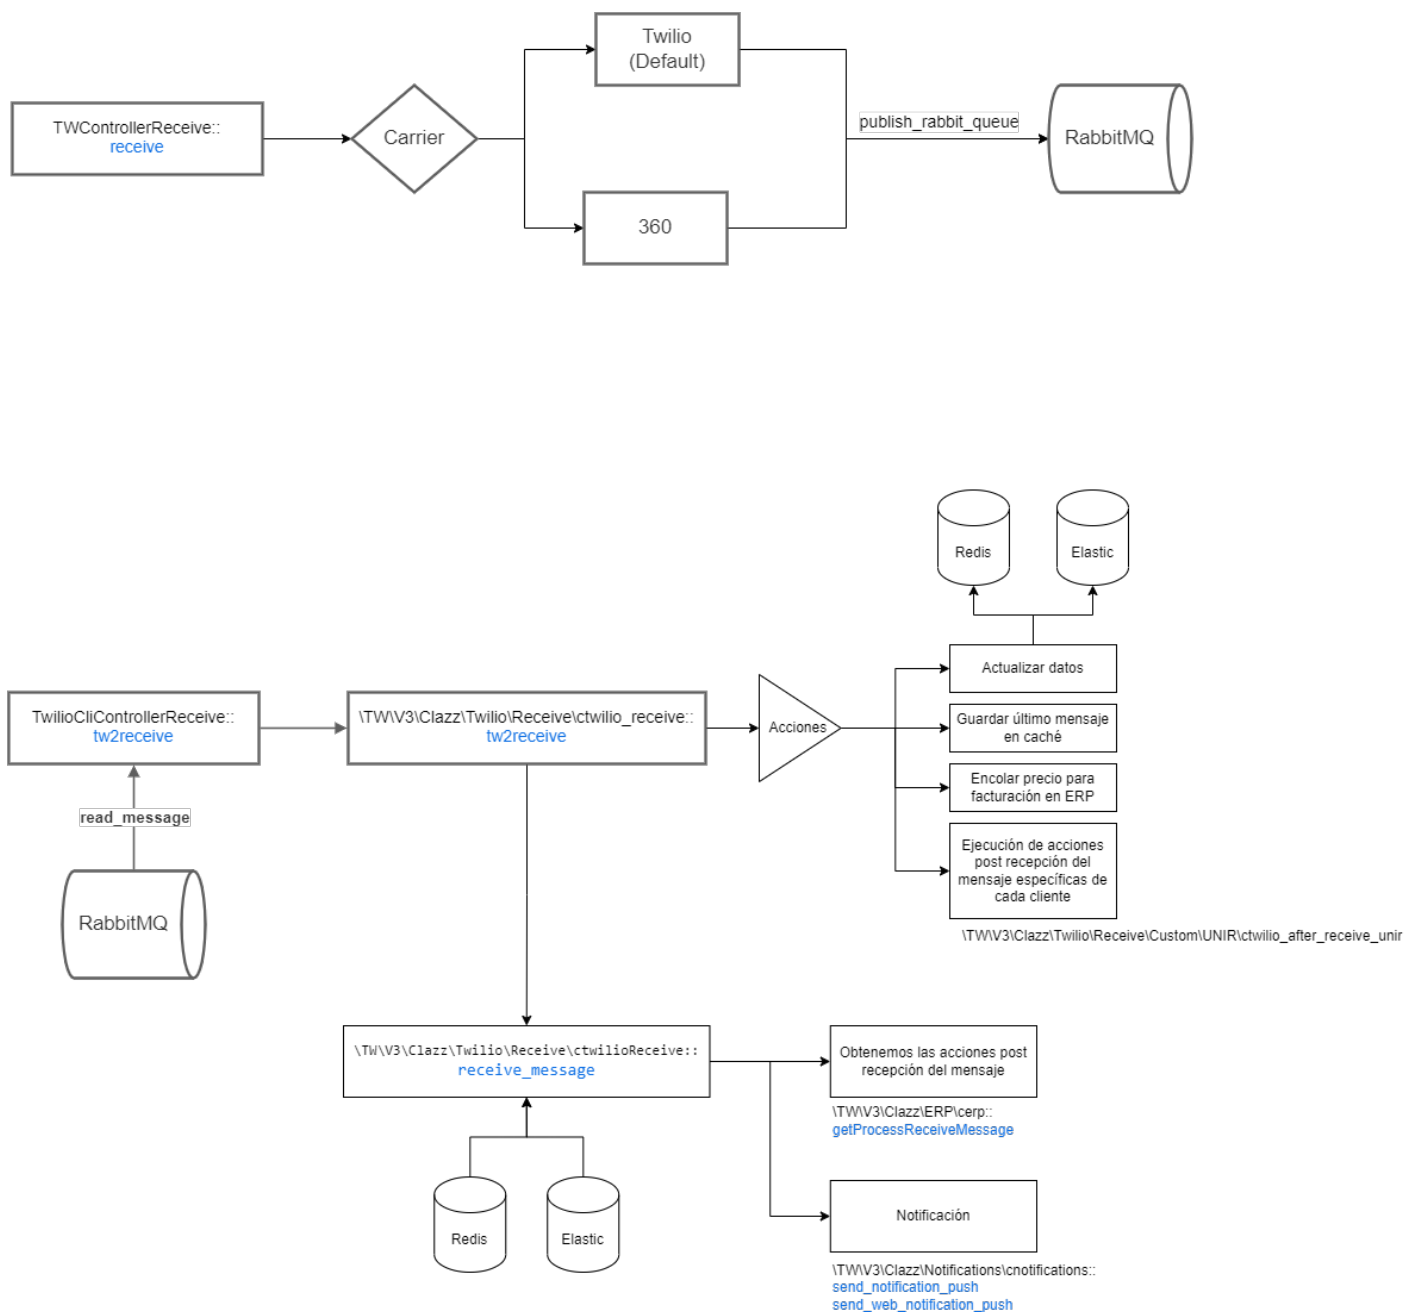 Twilio
(Default)
TWControllerReceive::
receive
Carrier
publish_rabbit_queue
RabbitMQ
360
Redis
Elastic
Actualizar datos
TwilioCliControllerReceive::
tw2receive
\TW\V3\Clazz\Twilio\Receive\ctwilio_receive::
tw2receive
Acciones
Guardar último mensaje
en caché
Encolar precio para
facturación en ERP
read_message
Ejecución de acciones
post recepción del
mensaje específicas de
cada cliente
RabbitMQ
\TW\V3\Clazz\Twilio\Receive\Custom\UNIR\ctwilio_after_receive_unir
\TW\V3\Clazz\Twilio\Receive\ctwilioReceive::
receive_message
Obtenemos las acciones post
recepción del mensaje
\TW\V3\Clazz\ERP\cerp::
getProcessReceiveMessage
Redis
Elastic
Notificación
\TW\V3\Clazz\Notifications\cnotifications::
send_notification_push
send_web_notification_push